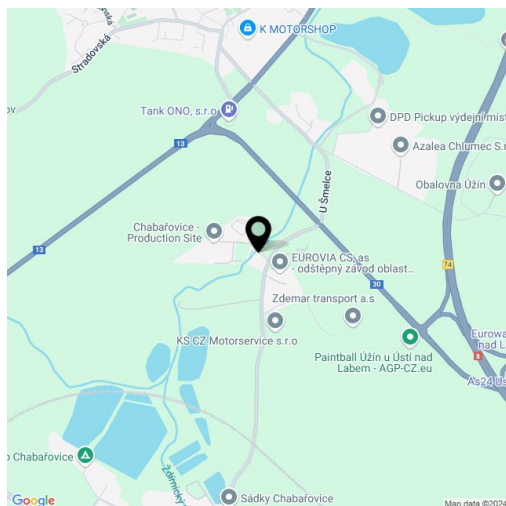 K MOTORSHOP
Stradovská
Tank ONO, s.r.o
DPD Pickup výdejní míst
13
Azalea Chlumec S.r
U Šmelce
Obalovna Úžín
Chabařovice -
Production Site
13
EUROVIA CS, as
- odštěpný závod oblast...
74
30
Zdemar transport a.s
KS CZ Motorservice s.r.o
Eurowa
nad L
Paintball Úžín u Ústí nad
Labem - AGP-CZ.eu
8
As24 Ús
o Chabařovice
Ždírnický
Sádky Chabařovice
Google
Map data ©2024